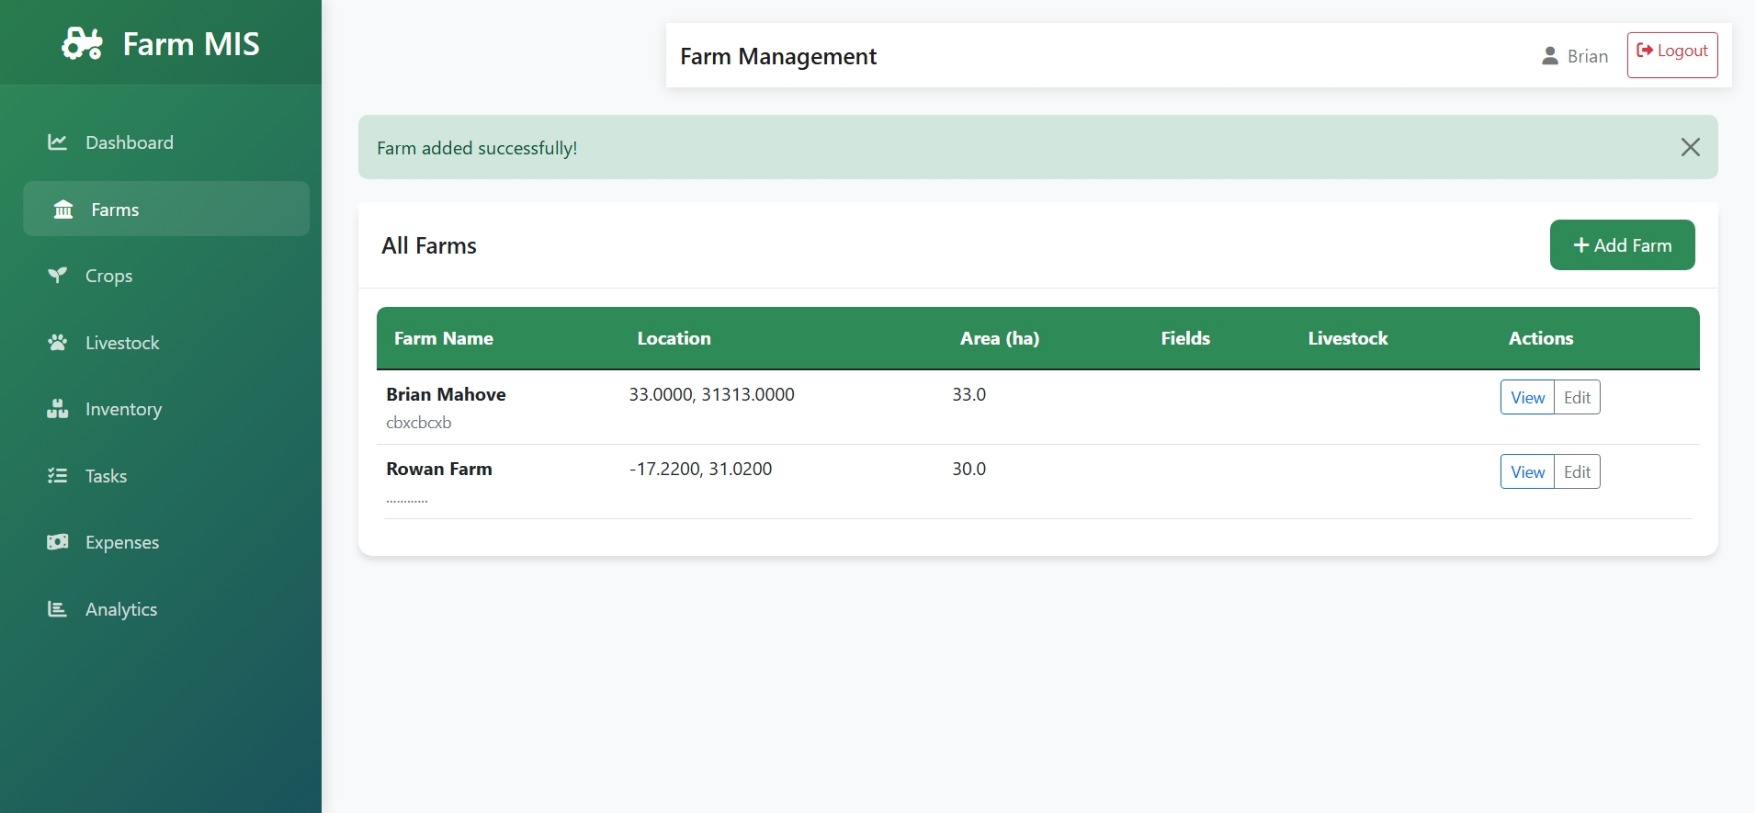 Farm MIS
Farm Management
Brian
Logout
Dashboard
Farms
Crops
Livestock
Inventory
Tasks
Expenses
Analytics
Farm added successfully!
All Farms
+ Add Farm
Farm Name Location Area (ha) Fields Livestock Actions
Brian Mahove 33.0000, 31313.0000 33.0 View Edit
cbxcbcxb
Rowan Farm -17.2200, 31.0200 30.0 View Edit
............